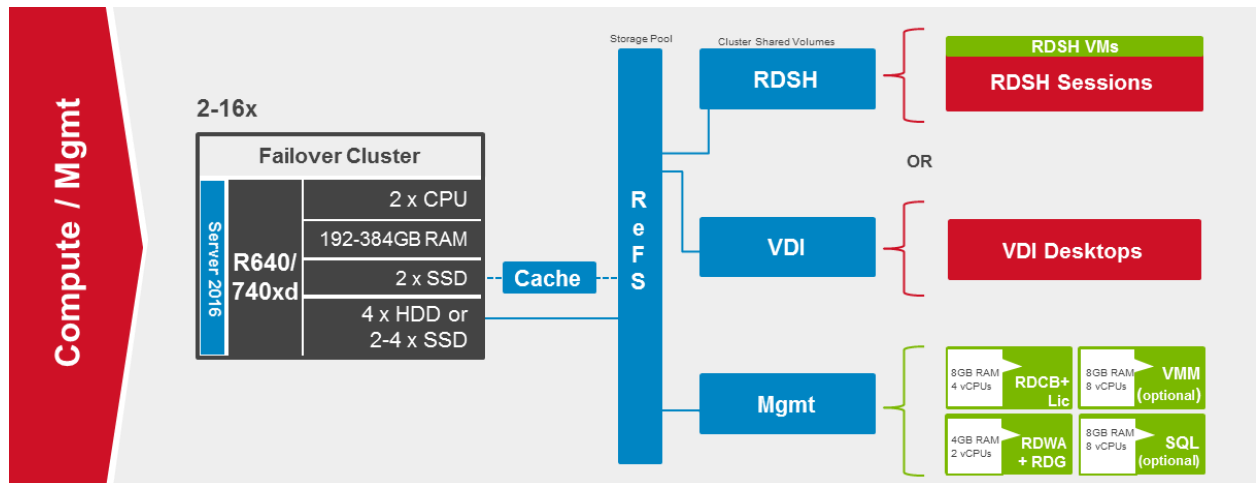 Compute / Mgmt
2-16x
Failover Cluster
Server 2016
R640/
740xd
2 x CPU
192-384GB RAM
2 x SSD
4 x HDD or
2-4 x SSD
Cache
Storage Pool
ReFS
Cluster Shared Volumes
RDSH
VDI
Mgmt
RDSH VMs
RDSH Sessions
OR
VDI Desktops
8GB RAM
4 vCPUs
RDCB+
Lic
8GB RAM
8 vCPUs
VMM
(optional)
4GB RAM
2 vCPUs
RDWA
+ RDG
8GB RAM
8 vCPUs
SQL
(optional)